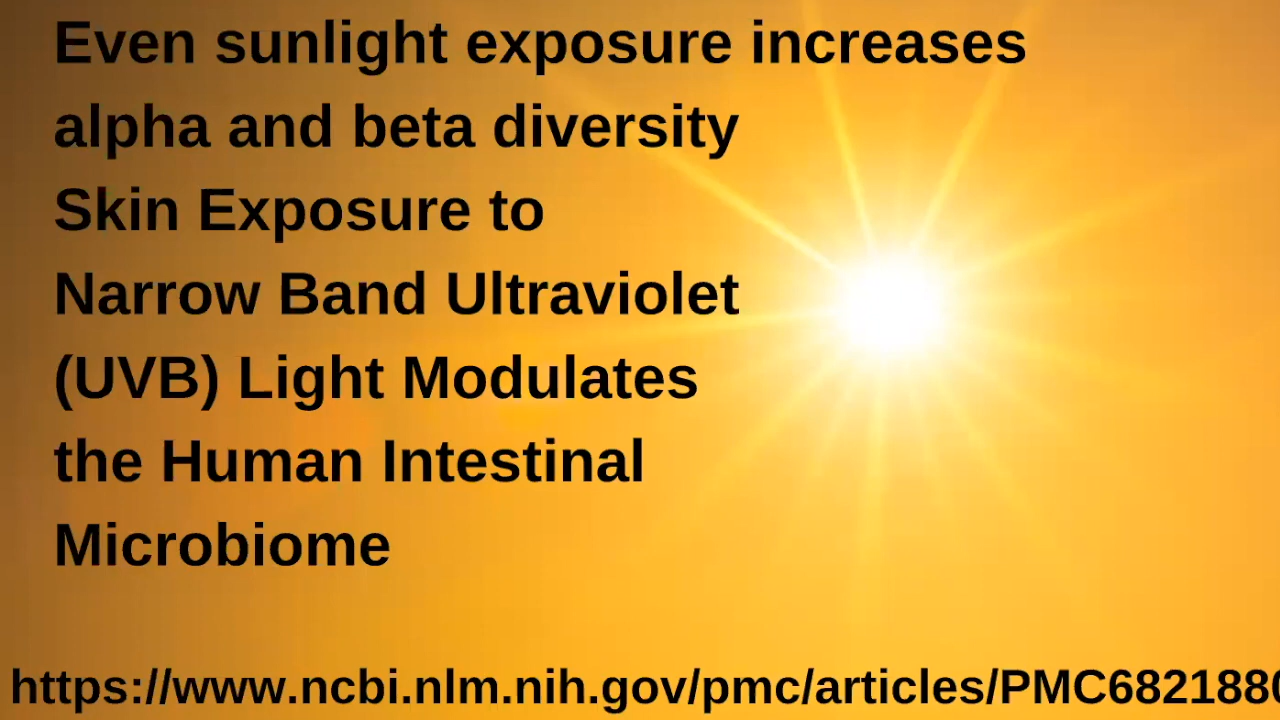 Even sunlight exposure increases
alpha and beta diversity
Skin Exposure to
Narrow Band Ultraviolet
(UVB) Light Modulates
the Human Intestinal
Microbiome
https://www.ncbi.nlm.nih.gov/pmc/articles/PMC6821880